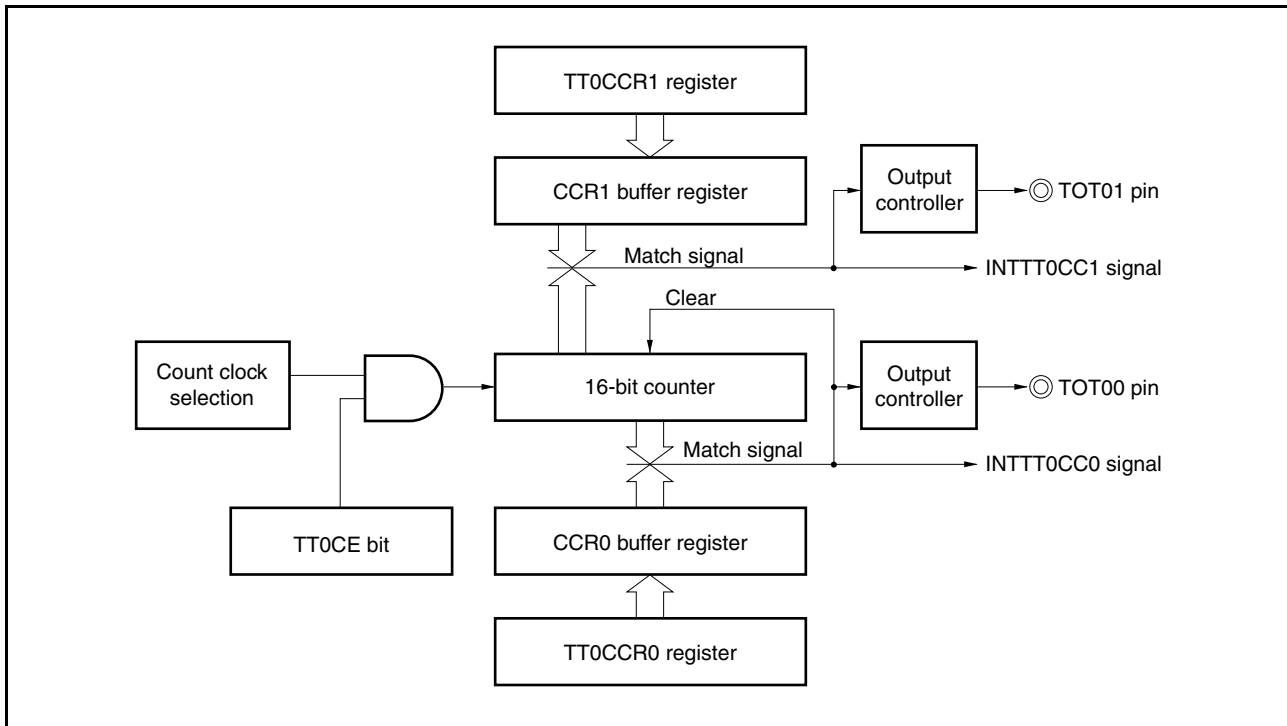 TT0CCR1 register
CCR1 buffer register
Output
controller
TOT01 pin
Match signal
INTTT0CC1 signal
Clear
Count clock
selection
16-bit counter
Output
controller
TOT00 pin
Match signal
INTTT0CC0 signal
TT0CE bit
CCR0 buffer register
TT0CCR0 register